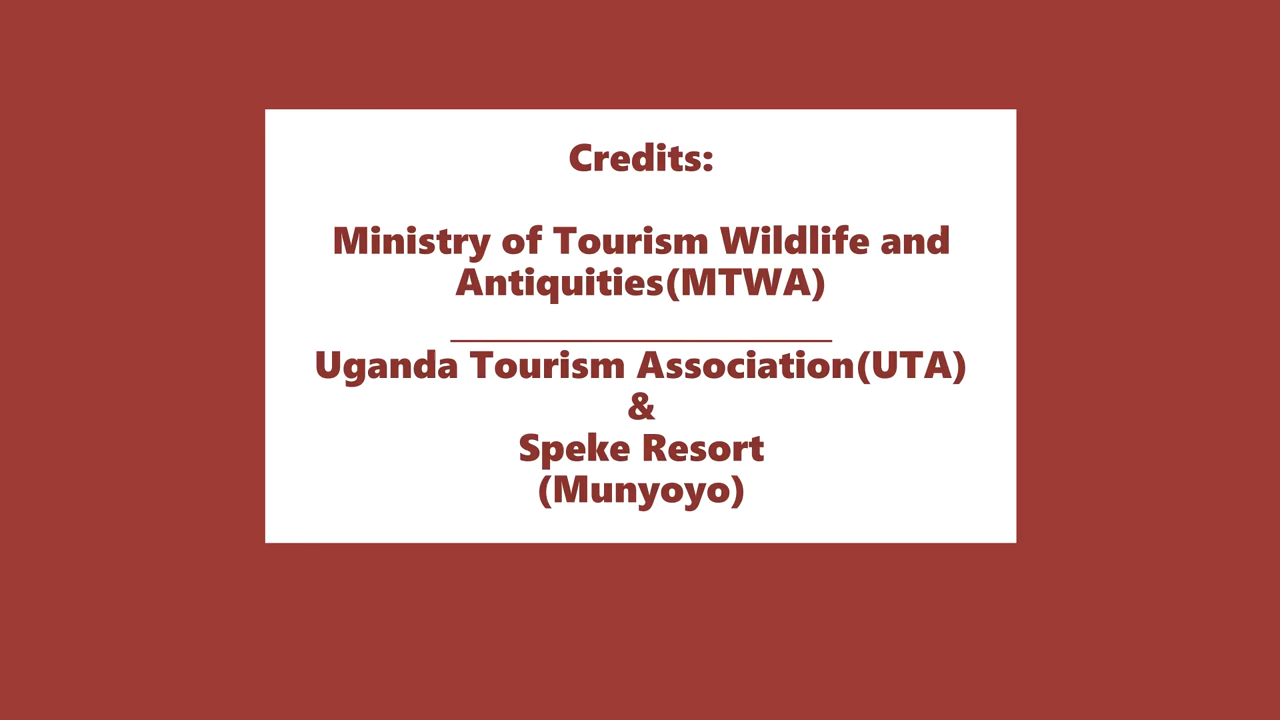 Credits:
Ministry of Tourism Wildlife and
Antiquities(MTWA)
Uganda Tourism Association(UTA)
&
Speke Resort
(Munyoyo)